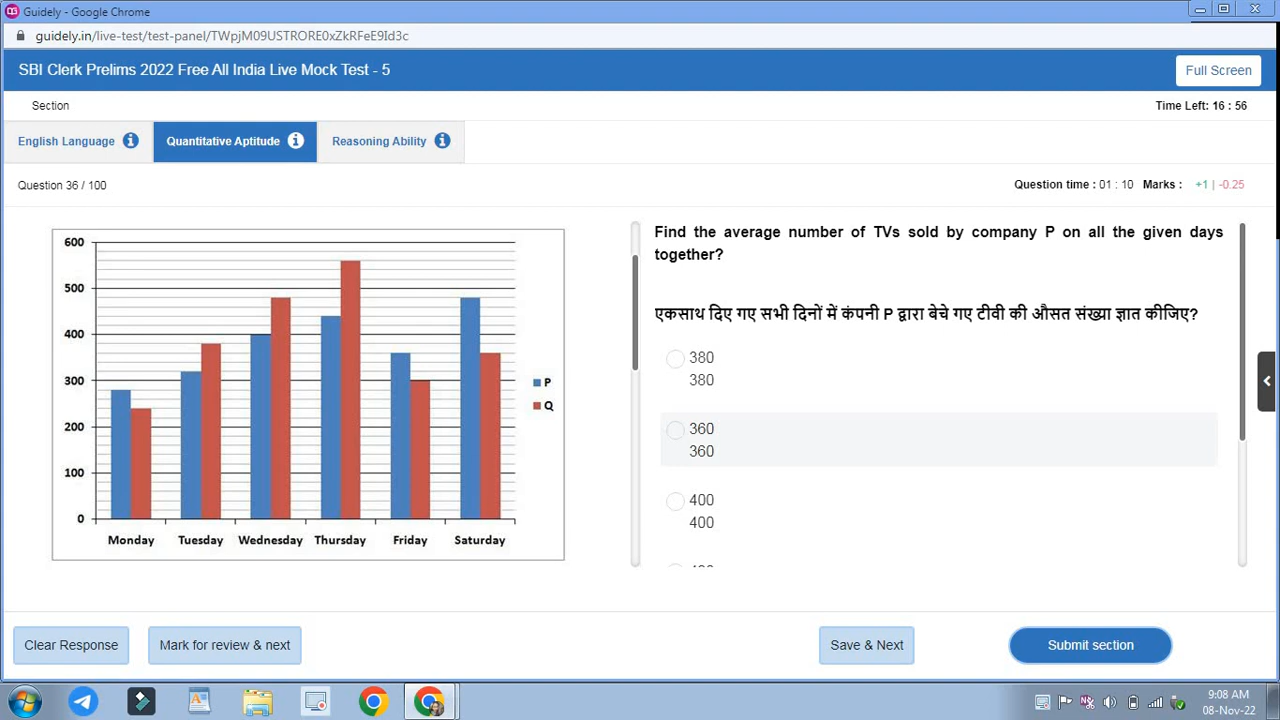 Guidely - Google Chrome
guidely.in/live-test/test-panel/TWpjM09USTRORE0xZkRFeE9Id3c
SBI Clerk Prelims 2022 Free All India Live Mock Test - 5
Full Screen
Section
Time Left: 16 : 56
English Language
Quantitative Aptitude
Reasoning Ability
Question 36 / 100
Question time : 01 : 10 Marks : +1 | -0.25
600
500
400
300
200
100
0
Monday Tuesday Wednesday Thursday Friday Saturday
P
Q
Find the average number of TVs sold by company P on all the given days
together?
एकसाथ दिए गए सभी दिनों में कंपनी P द्वारा बेचे गए टीवी की औसत संख्या ज्ञात कीजिए?
380
380
360
360
400
400
Clear Response
Mark for review & next
Save & Next
Submit section
9:08 AM
08-Nov-22